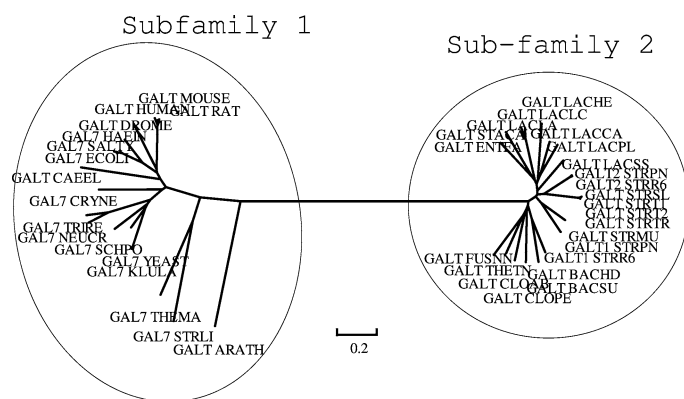 Subfamily 1
Sub-family 2
GALT MOUSE
GALT HUMAN
GALT RAT
GALT DROME
GAL7 HAEIN
GAL7 SALTY
GAL7 ECOLI
GALT CAEEL
GAL7 CRYNE
GAL7 TRIRE
GAL7 NEUCR
GAL7 SCHPO
GAL7 YEAST
GAL7 KLULA
GAL7 THEMA
GAL7 STRLI
GALT ARATH
0.2
GALT LACHE
GALT LACLC
GALT LACLA
GALT STACA
GALT LACCA
GALT ENTFA
GALT LACPL
GALT LACSS
GALT2 STRPN
GALT2 STRR6
GALT STRSL
GALT STRT1
GALT STRT2
GALT STRTR
GALT STRMU
GALT1 STRPN
GALT1 STRR6
GALT FUSNN
GALT THETN
GALT BACHD
GALT CLOAB
GALT BACSU
GALT CLOPE